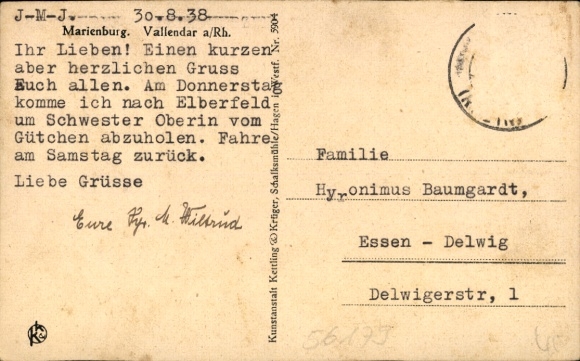 J-M-J. 30.8.38
Marienburg. Vallendar a/Rh.
Ihr Lieben! Einen kurzen
aber herzlichen Gruss
Euch allen. Am Donnerstag
komme ich nach Elberfeld
um Schwester Oberin vom
Gütchen abzuholen. Fahre
am Samstag zurück.
Liebe Grüsse
Eure Schw. M. Wiltrud
Kunstanstalt Kettling & Krüger, Schalksmühle/Hagen i. Westf. Nr. 5904
Familie
Hyronimus Baumgardt,
Essen - Delwig
Delwigerstr, 1
56179